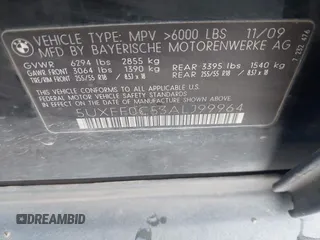 VEHICLE TYPE: MPV >6000 LBS 11/09
MFD BY BAYERISCHE MOTORENWERKE AG
GVWR 6294 lbs 2855 kg
GAWR FRONT 3064 lbs 1390 kg REAR 3395 lbs 1540 kg
TIRE/RIM 255/55 R18 / 8.5J x 18 REAR: 255/55 R18 / 8.5J x 18
THIS VEHICLE CONFORMS TO ALL APPLICABLE FEDERAL
MOTOR VEHICLE SAFETY STANDARDS IN EFFECT ON
THE DATE OF MANUFACTURE SHOWN ABOVE
5UXFF0C5
DREAMBID